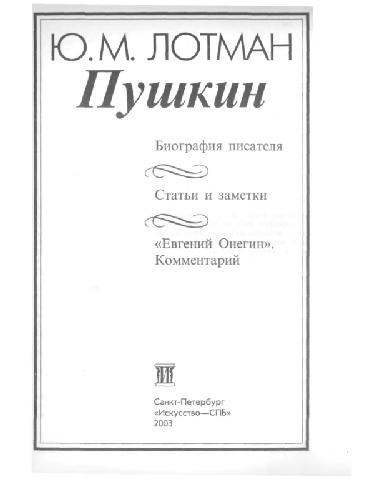 Ю. М. ЛОТМАН
Пушкин
Биография писателя
Статьи и заметки
«Евгений Онегин».
Комментарий
Санкт-Петербург
«Искусство—СПБ»
2003